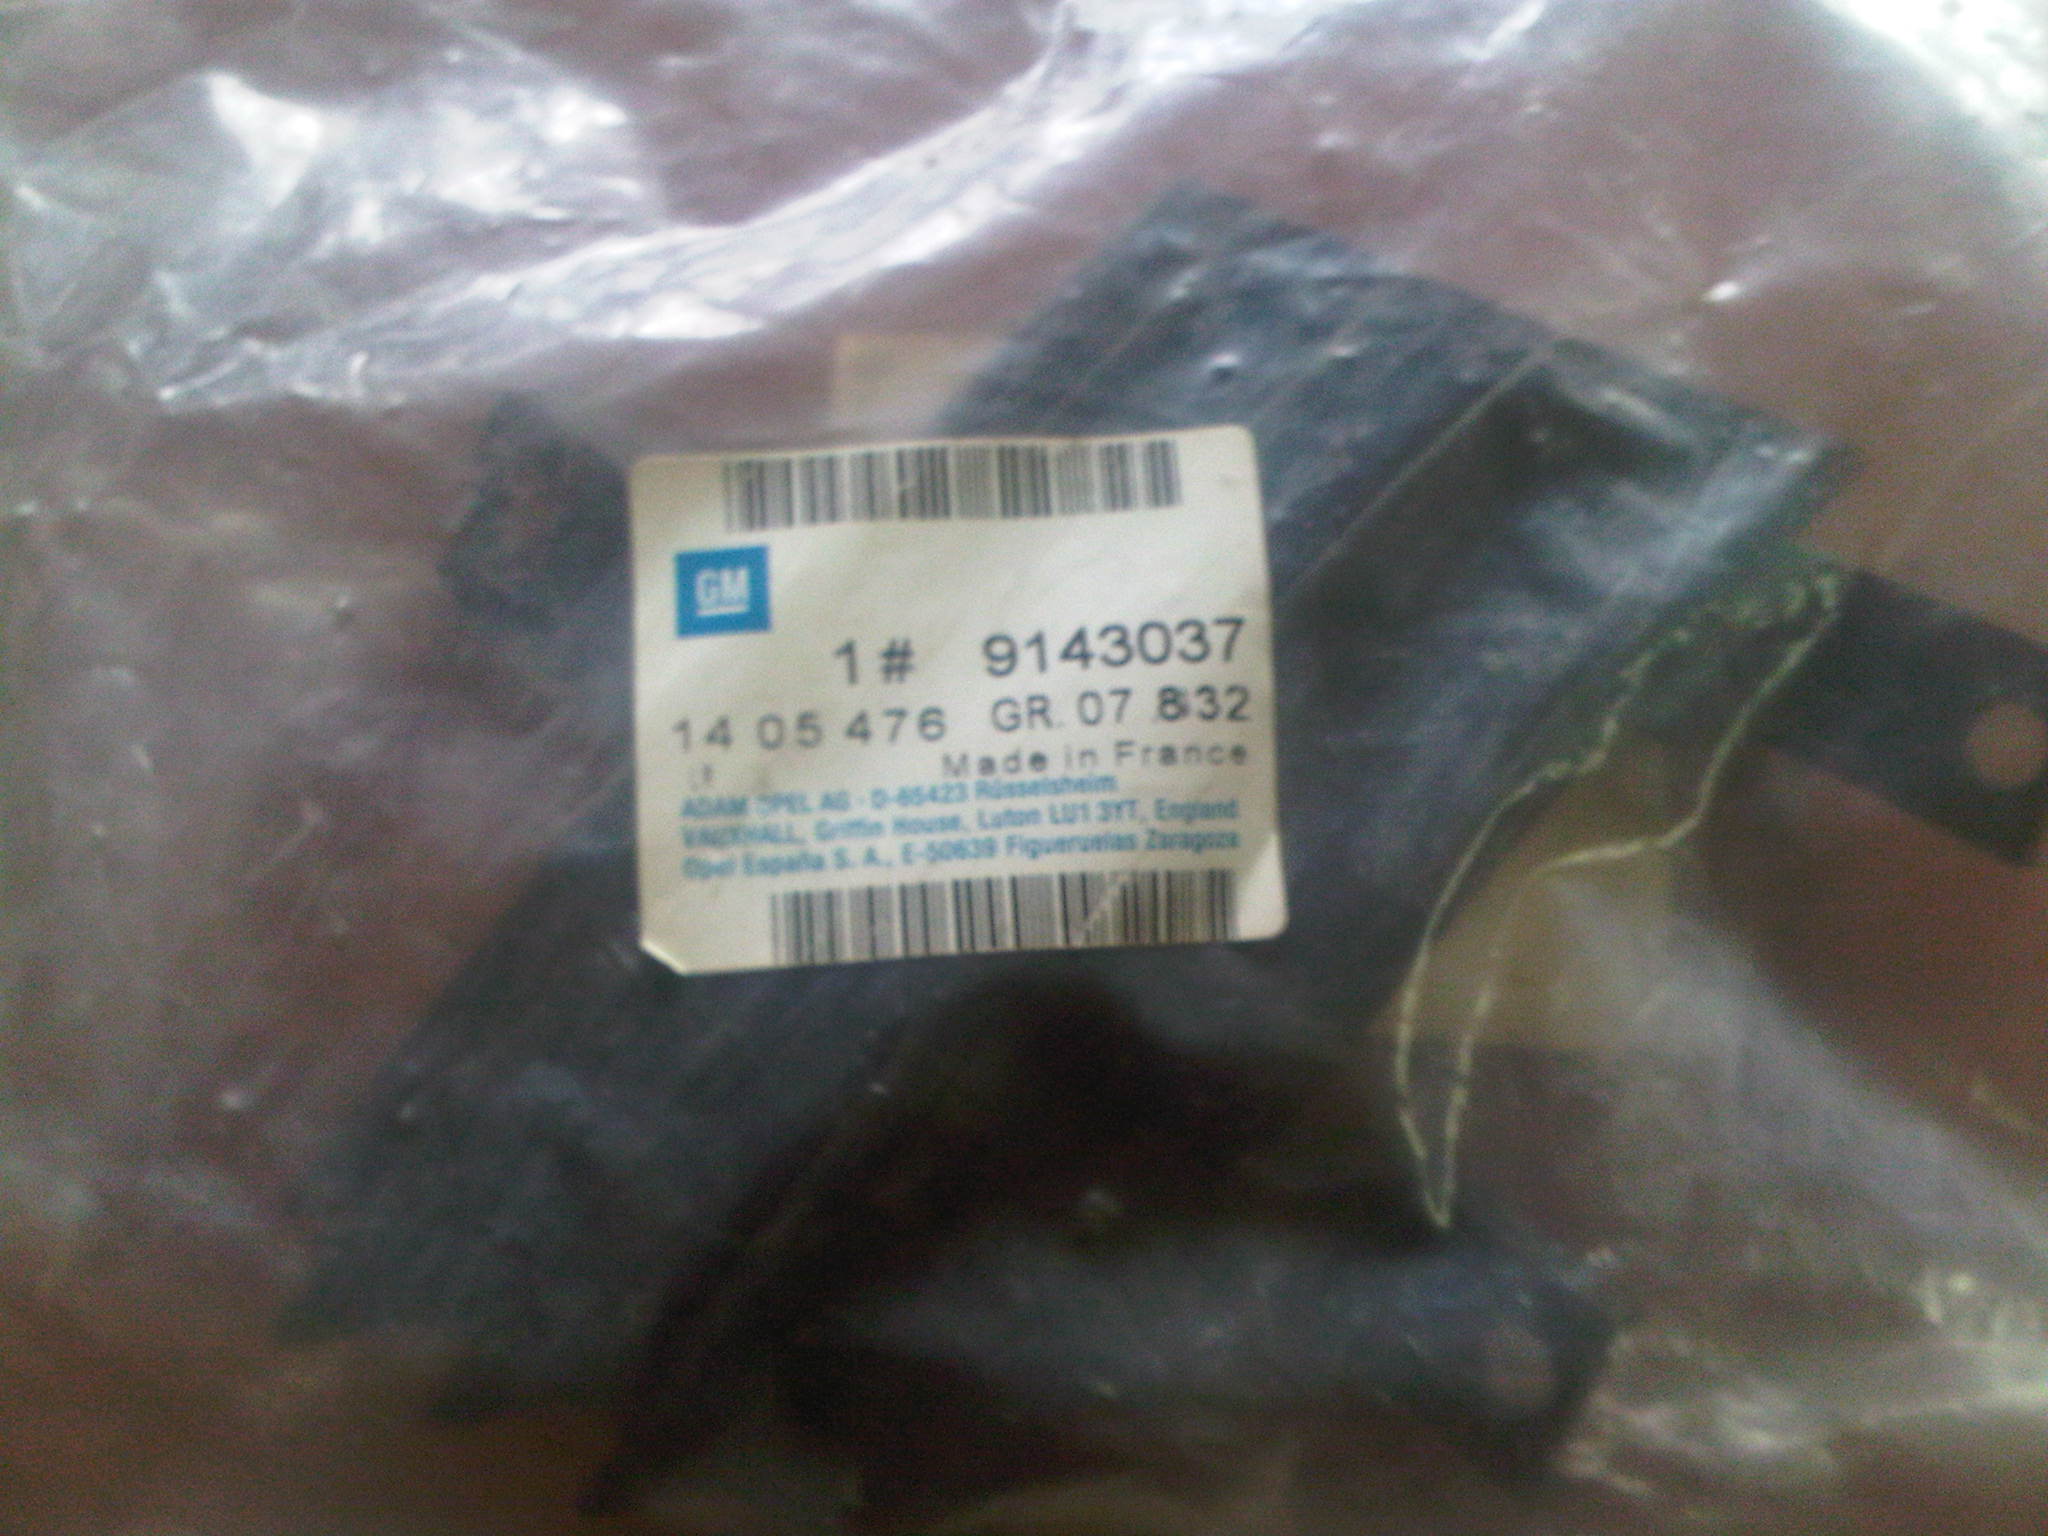 GM
1 # 9143037
14 05 476 GR. 07 832
Made in France
ADAM OPEL AG - D-65423 Rüsselsheim
VAUXHALL, Griffin House, Luton LU1 3YT, England
Opel España S. A., E-50639 Figueruelas Zaragoza